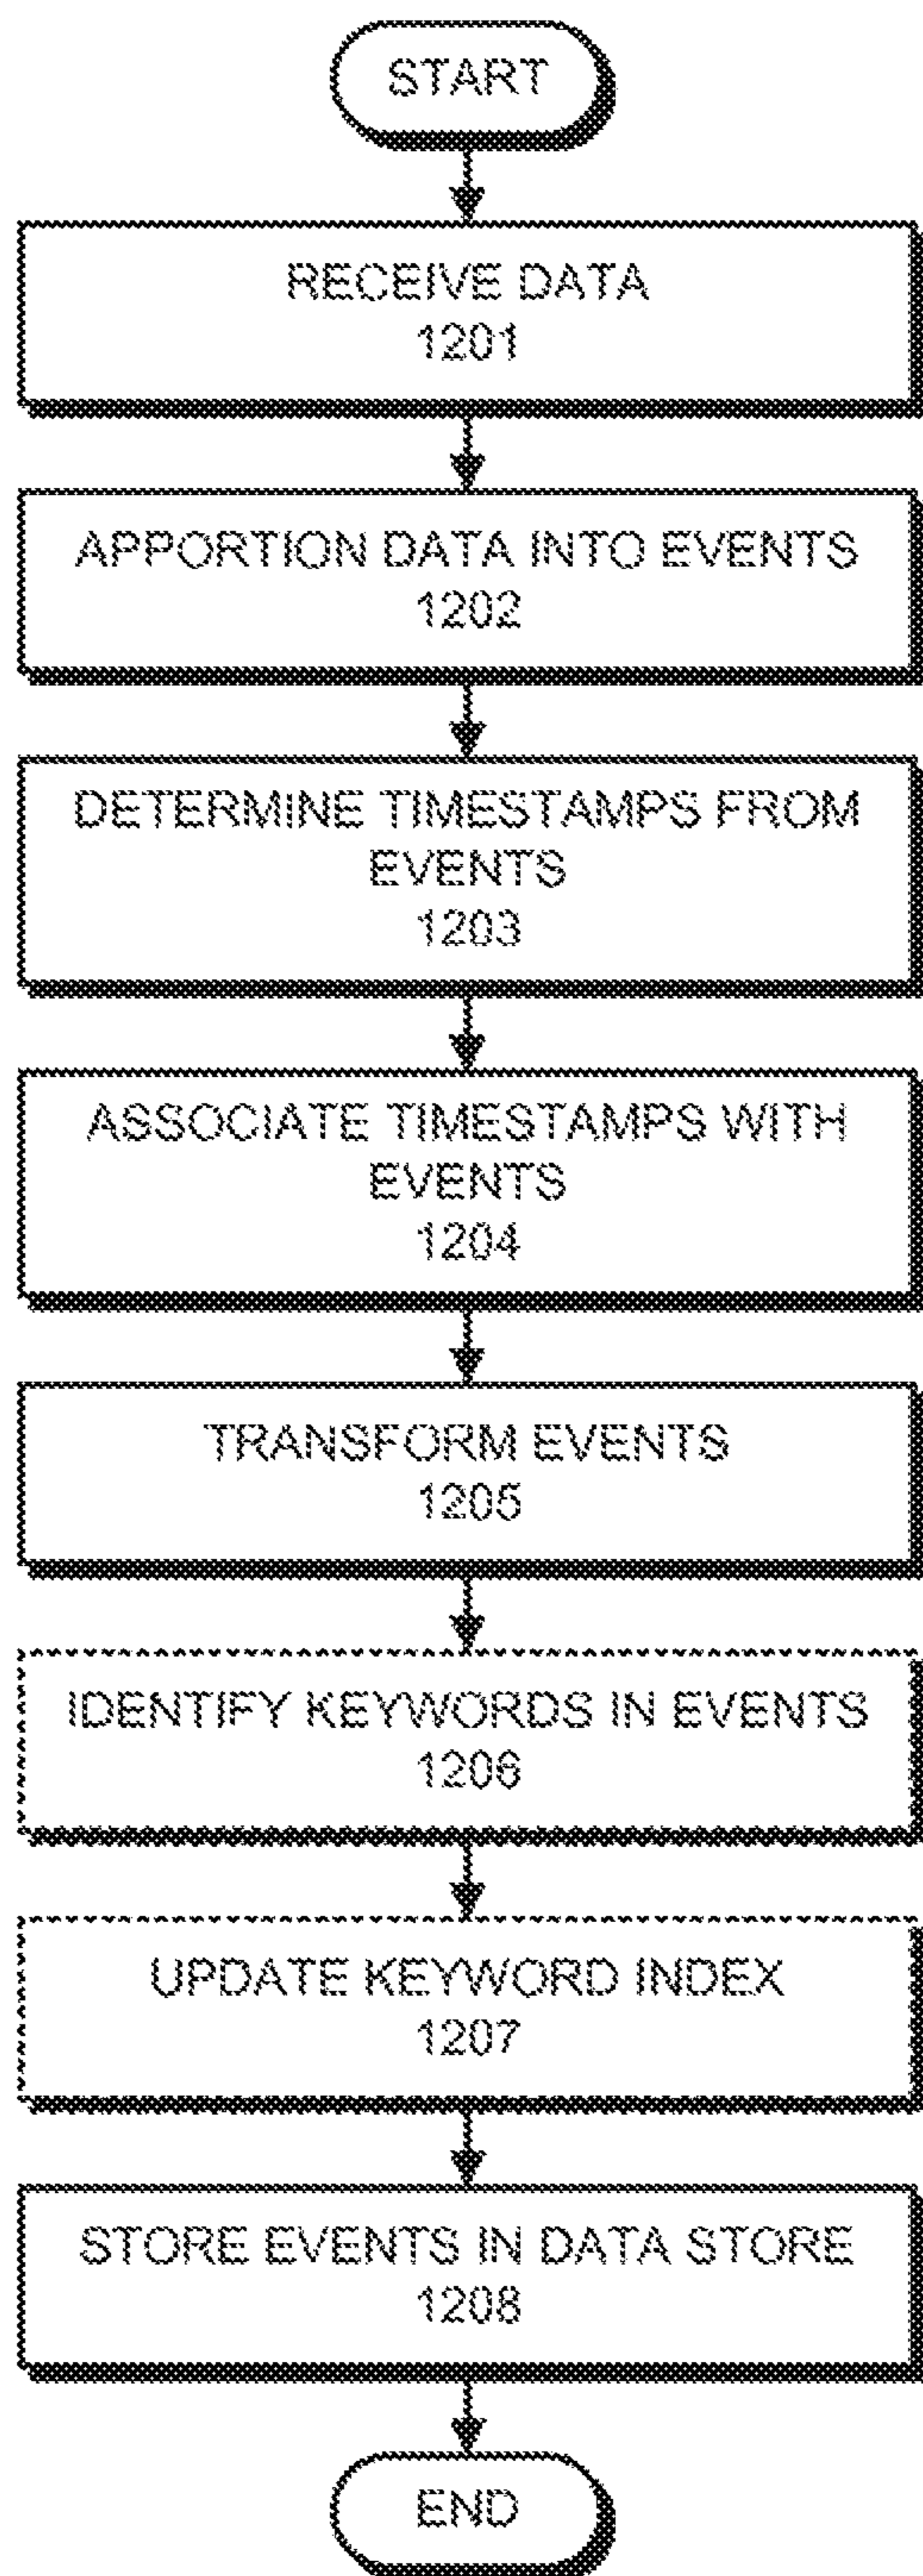 START
RECEIVE DATA
1201
APPORTION DATA INTO EVENTS
1202
DETERMINE TIMESTAMPS FROM
EVENTS
1203
ASSOCIATE TIMESTAMPS WITH
EVENTS
1204
TRANSFORM EVENTS
1205
IDENTIFY KEYWORDS IN EVENTS
1206
UPDATE KEYWORD INDEX
1207
STORE EVENTS IN DATA STORE
1208
END